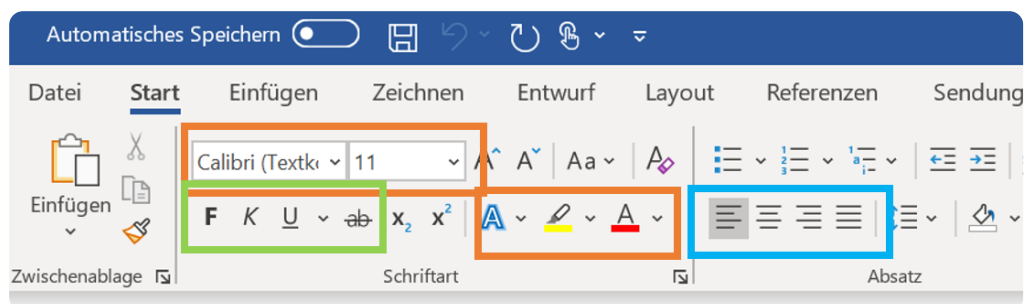 Automatisches Speichern
Datei Start Einfügen Zeichnen Entwurf Layout Referenzen Sendung
Calibri (Textk 11 A A Aa A
Einfügen
F K U ab x2 x2 A A
Zwischenablage Schriftart Absatz